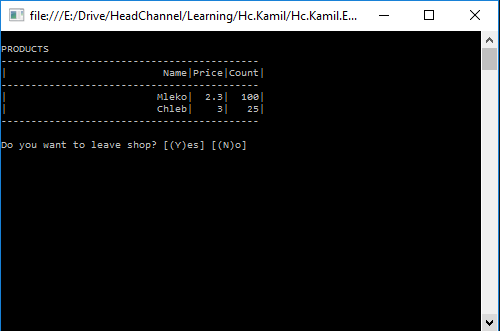 file:///E:/Drive/HeadChannel/Learning/Hc.Kamil/Hc.Kamil.E...
PRODUCTS
-------------------------------------------
|                          Name|Price|Count|
-------------------------------------------
|                         Mleko|  2.3|  100|
|                         Chleb|    3|   25|
-------------------------------------------
Do you want to leave shop? [(Y)es] [(N)o]